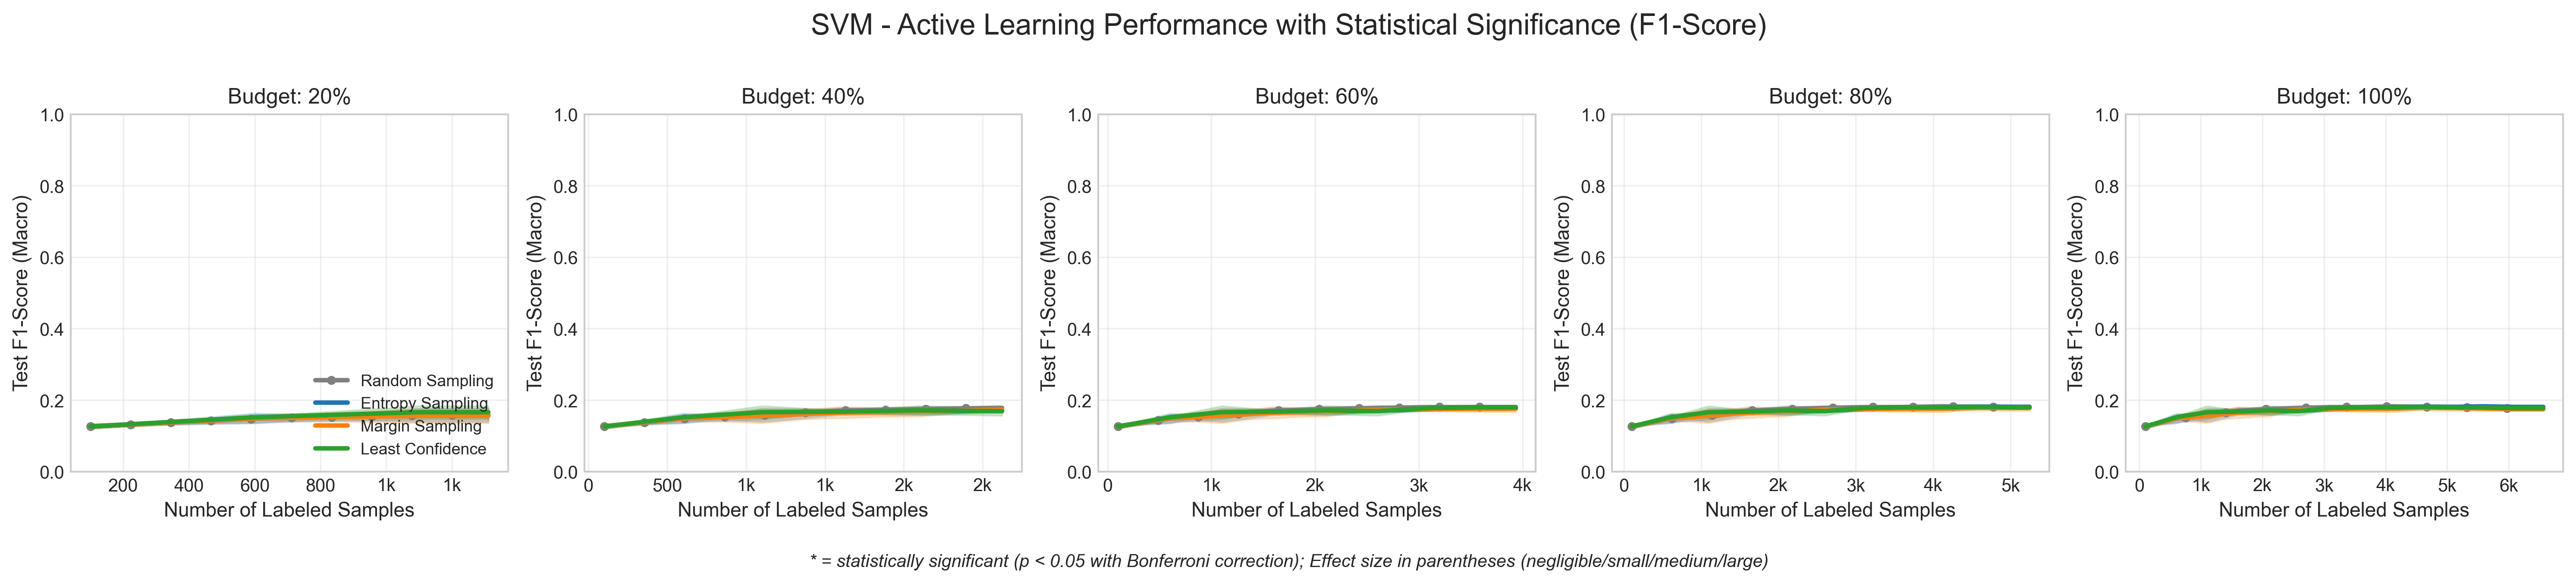 SVM - Active Learning Performance with Statistical Significance (F1-Score)
Budget: 20%
Test F1-Score (Macro)
1.0
0.8
0.6
0.4
0.2
0.0
Random Sampling
Entropy Sampling
Margin Sampling
Least Confidence
200 400 600 800 1k 1k
Number of Labeled Samples
Budget: 40%
Test F1-Score (Macro)
1.0
0.8
0.6
0.4
0.2
0.0
0 500 1k 1k 2k 2k
Number of Labeled Samples
Budget: 60%
Test F1-Score (Macro)
1.0
0.8
0.6
0.4
0.2
0.0
0 1k 2k 3k 4k
Number of Labeled Samples
Budget: 80%
Test F1-Score (Macro)
1.0
0.8
0.6
0.4
0.2
0.0
0 1k 2k 3k 4k 5k
Number of Labeled Samples
Budget: 100%
Test F1-Score (Macro)
1.0
0.8
0.6
0.4
0.2
0.0
0 1k 2k 3k 4k 5k 6k
Number of Labeled Samples
* = statistically significant (p < 0.05 with Bonferroni correction); Effect size in parentheses (negligible/small/medium/large)